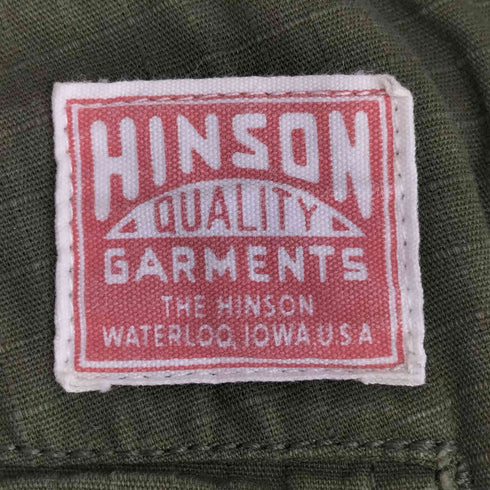 HINSON
QUALITY
GARMENTS
THE HINSON
WATERLOO, IOWA U S A